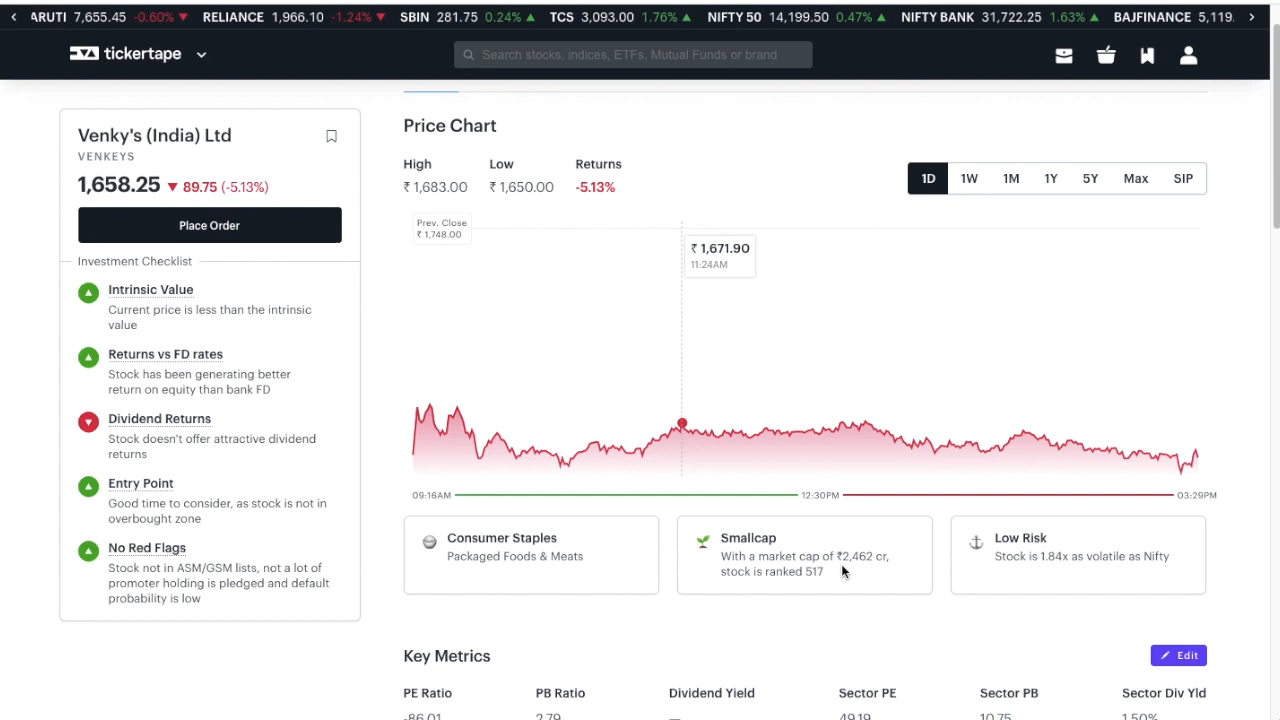 ARUTI 7,655.45 -0.60% ▼ RELIANCE 1,966.10 -1.24% ▼ SBIN 281.75 0.24% ▲ TCS 3,093.00 1.76% ▲ NIFTY 50 14,199.50 0.47% ▲ NIFTY BANK 31,722.25 1.63% ▲ BAJFINANCE 5,119.
tickertape
Search stocks, indices, ETFs, Mutual Funds or brand
Venky's (India) Ltd
VENKEYS
1,658.25 ▼ 89.75 (-5.13%)
Place Order
Investment Checklist
Intrinsic Value
Current price is less than the intrinsic
value
Returns vs FD rates
Stock has been generating better
return on equity than bank FD
Dividend Returns
Stock doesn't offer attractive dividend
returns
Entry Point
Good time to consider, as stock is not in
overbought zone
No Red Flags
Stock not in ASM/GSM lists, not a lot of
promoter holding is pledged and default
probability is low
Price Chart
High Low Returns
₹ 1,683.00 ₹ 1,650.00 -5.13%
1D 1W 1M 1Y 5Y Max SIP
Prev. Close
₹ 1,748.00
₹ 1,671.90
11:24AM
09:16AM 12:30PM 03:29PM
Consumer Staples
Packaged Foods & Meats
Smallcap
With a market cap of ₹2,462 cr,
stock is ranked 517
Low Risk
Stock is 1.84x as volatile as Nifty
Key Metrics
Edit
PE Ratio PB Ratio Dividend Yield Sector PE Sector PB Sector Div Yld
-86.01 2.79 — 49.19 10.75 1.50%